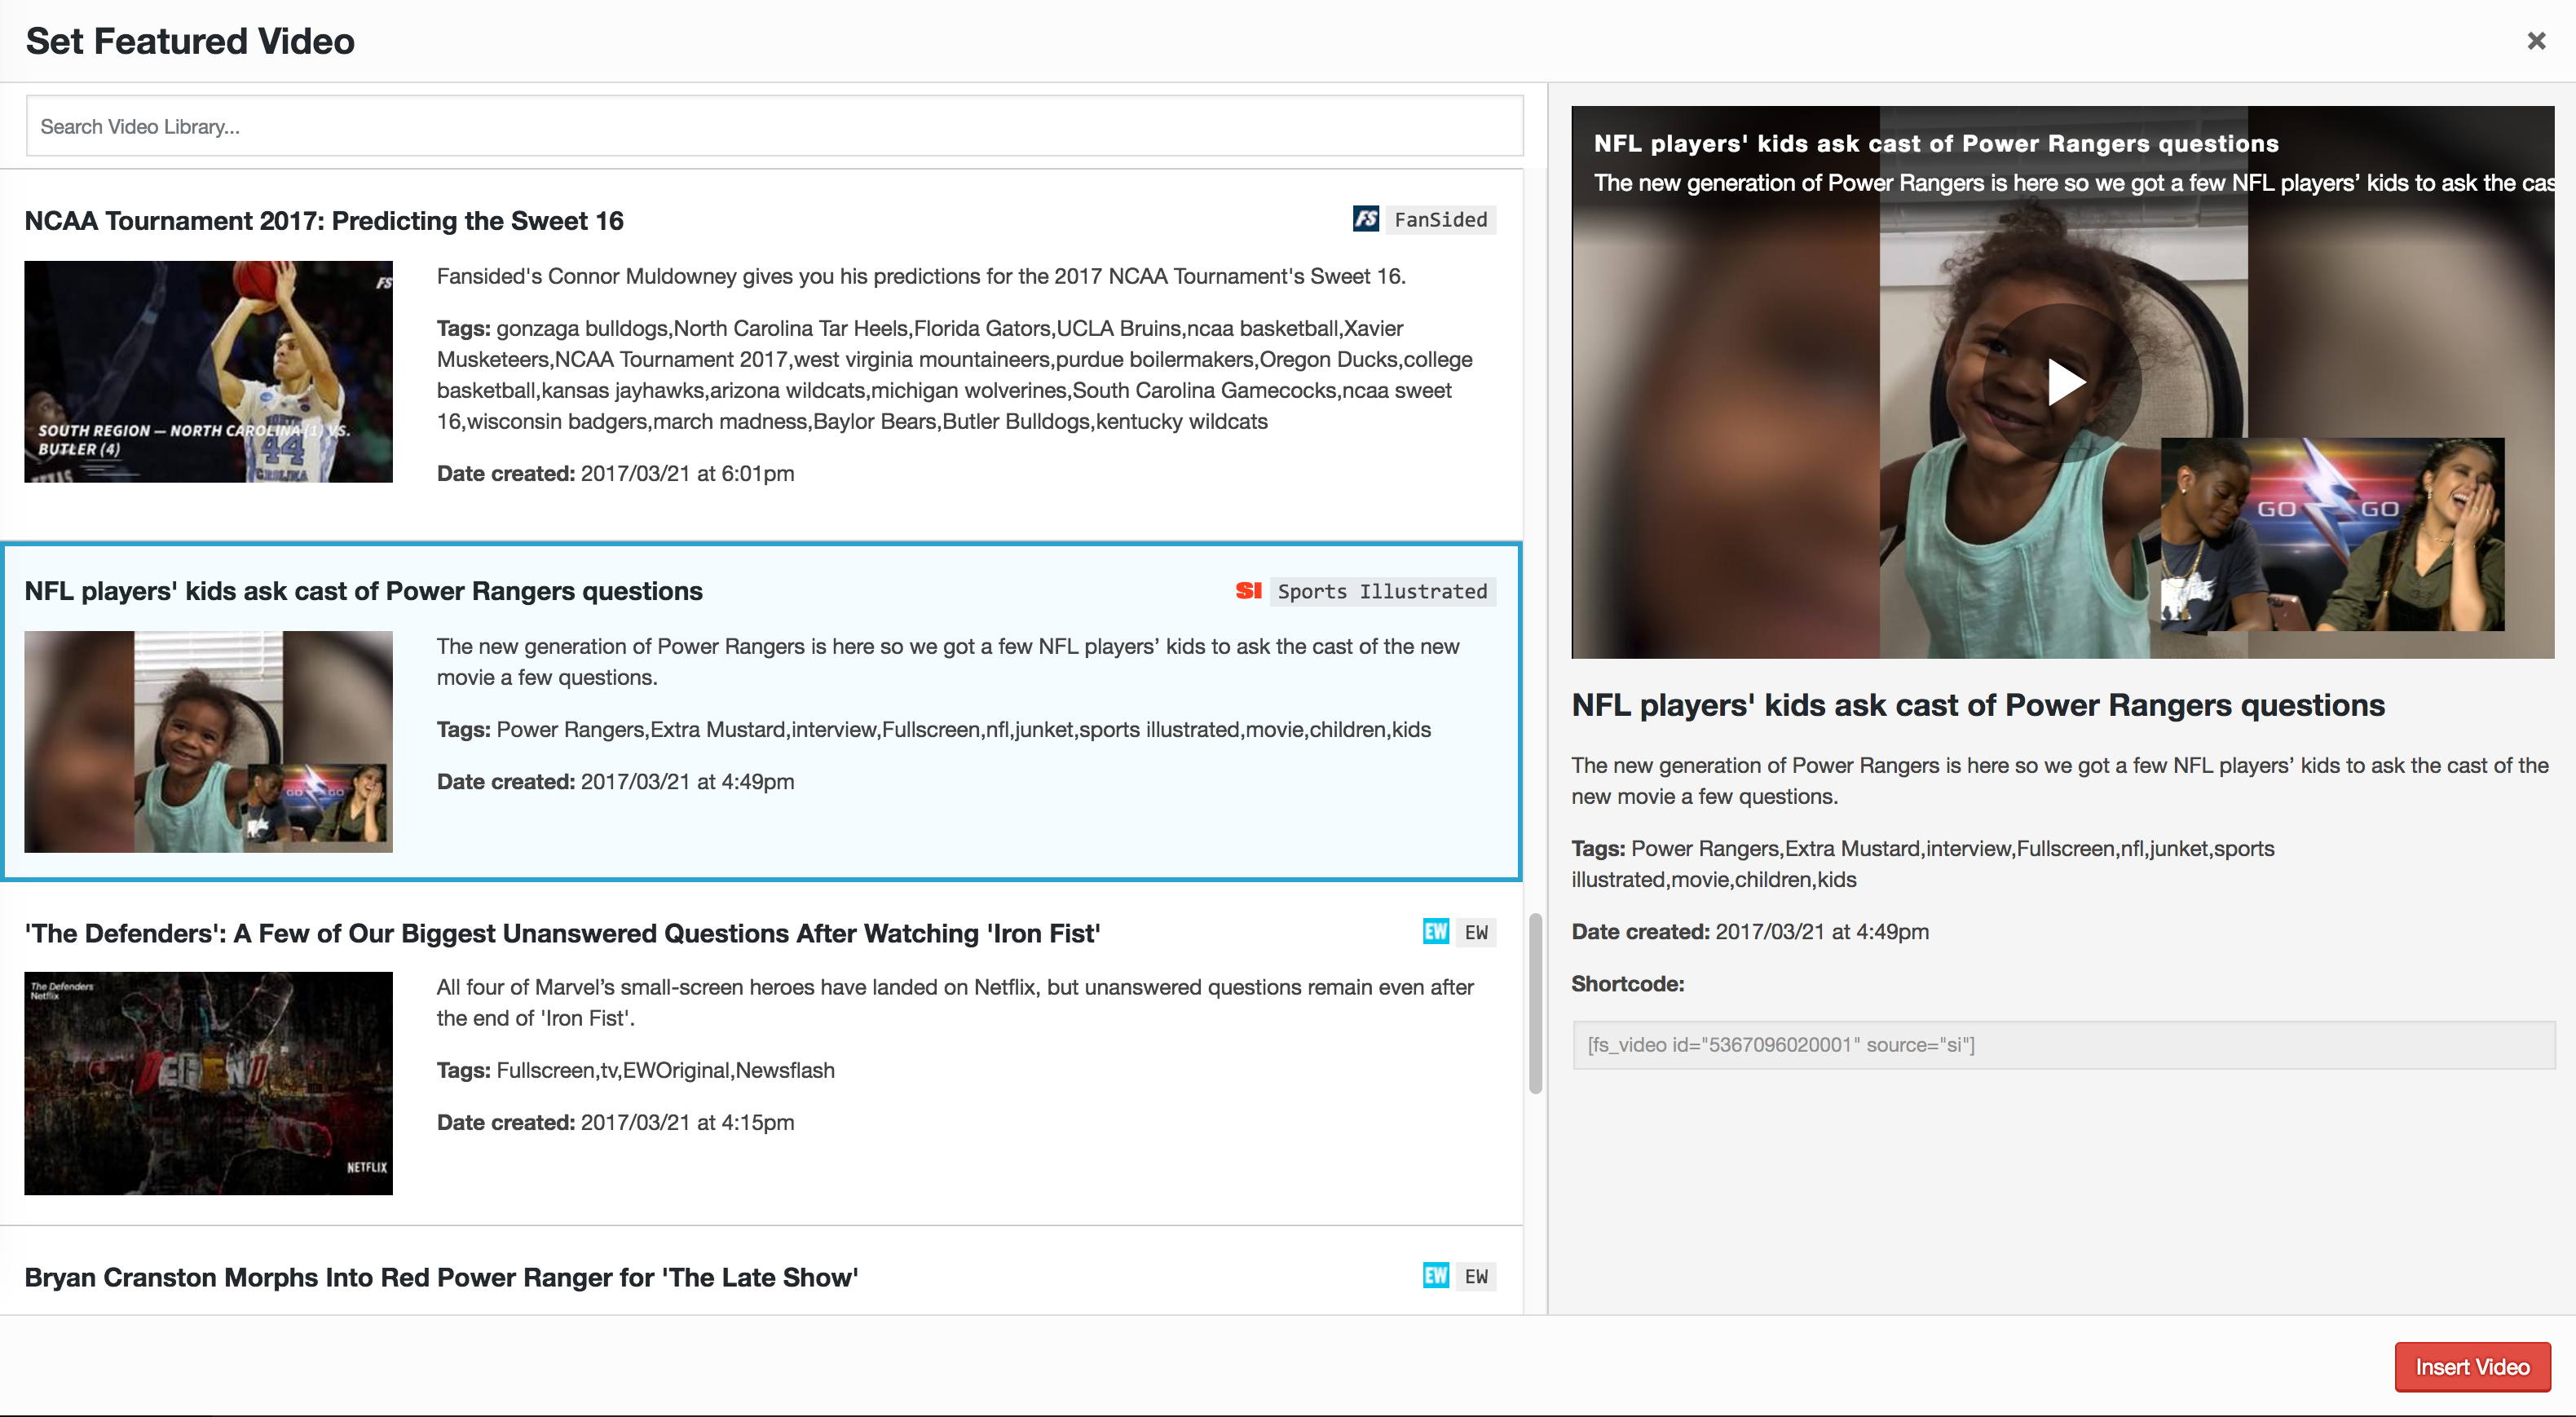 Set Featured Video
×
Search Video Library...
NCAA Tournament 2017: Predicting the Sweet 16
FS FanSided
FS
SOUTH REGION — NORTH CAROLINA (1) VS.
BUTLER (4)
44
Fansided's Connor Muldowney gives you his predictions for the 2017 NCAA Tournament's Sweet 16.
Tags: gonzaga bulldogs,North Carolina Tar Heels,Florida Gators,UCLA Bruins,ncaa basketball,Xavier
Musketeers,NCAA Tournament 2017,west virginia mountaineers,purdue boilermakers,Oregon Ducks,college
basketball,kansas jayhawks,arizona wildcats,michigan wolverines,South Carolina Gamecocks,ncaa sweet
16,wisconsin badgers,march madness,Baylor Bears,Butler Bulldogs,kentucky wildcats
Date created: 2017/03/21 at 6:01pm
NFL players' kids ask cast of Power Rangers questions
SI Sports Illustrated
GO GO
The new generation of Power Rangers is here so we got a few NFL players’ kids to ask the cast of the new
movie a few questions.
Tags: Power Rangers,Extra Mustard,interview,Fullscreen,nfl,junket,sports illustrated,movie,children,kids
Date created: 2017/03/21 at 4:49pm
'The Defenders': A Few of Our Biggest Unanswered Questions After Watching 'Iron Fist'
EW EW
The Defenders
Netflix
DEFEND
NETFLIX
All four of Marvel’s small-screen heroes have landed on Netflix, but unanswered questions remain even after
the end of 'Iron Fist'.
Tags: Fullscreen,tv,EWOriginal,Newsflash
Date created: 2017/03/21 at 4:15pm
Bryan Cranston Morphs Into Red Power Ranger for 'The Late Show'
EW EW
NFL players' kids ask cast of Power Rangers questions
The new generation of Power Rangers is here so we got a few NFL players’ kids to ask the cas
GO GO
NFL players' kids ask cast of Power Rangers questions
The new generation of Power Rangers is here so we got a few NFL players’ kids to ask the cast of the
new movie a few questions.
Tags: Power Rangers,Extra Mustard,interview,Fullscreen,nfl,junket,sports
illustrated,movie,children,kids
Date created: 2017/03/21 at 4:49pm
Shortcode:
[fs_video id="5367096020001" source="si"]
Insert Video